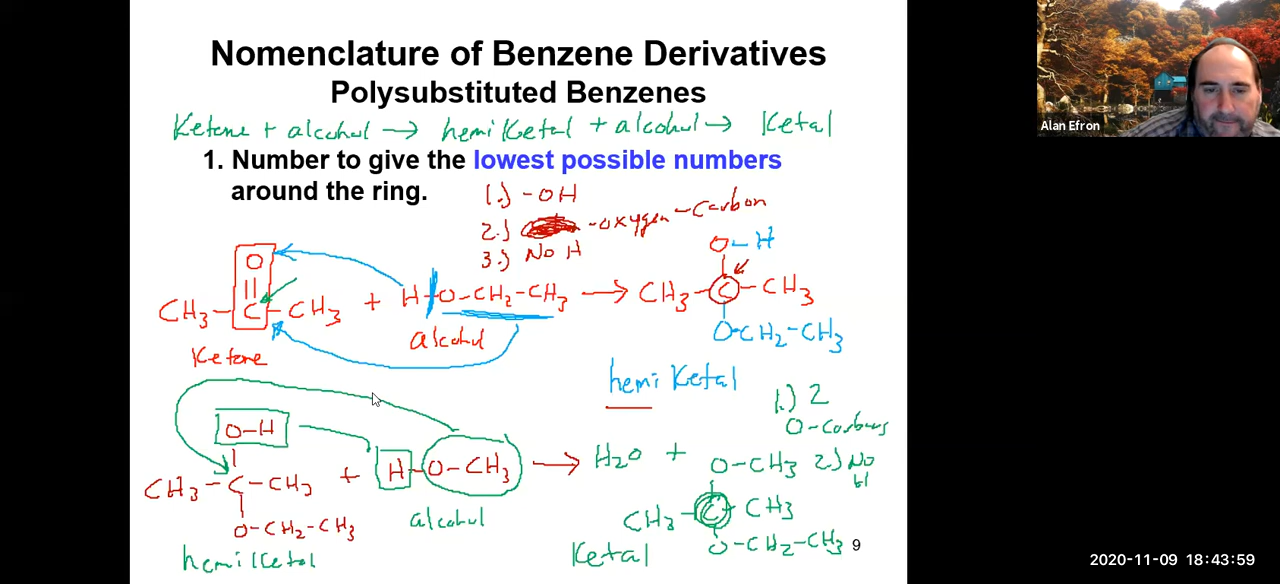 Nomenclature of Benzene Derivatives
Polysubstituted Benzenes
Ketone + alcohol → hemiketal + alcohol → Ketal
1. Number to give the lowest possible numbers
around the ring.
1.) -OH
2.) -oxygen-Carbon
3.) No H
O
||
CH3-C-CH3 + H-O-CH2-CH3 → CH3-C-CH3
O-H
O-CH2-CH3
Ketone
alcohol
hemi Ketal
1.) 2
O-Carbons
2.) No
H
O-H
CH3-C-CH3 + H-O-CH3 → H2O +
O-CH2-CH3
hemiketal
alcohol
O-CH3
CH3-C-CH3
O-CH2-CH3
Ketal
9
Alan Efron
2020-11-09 18:43:59